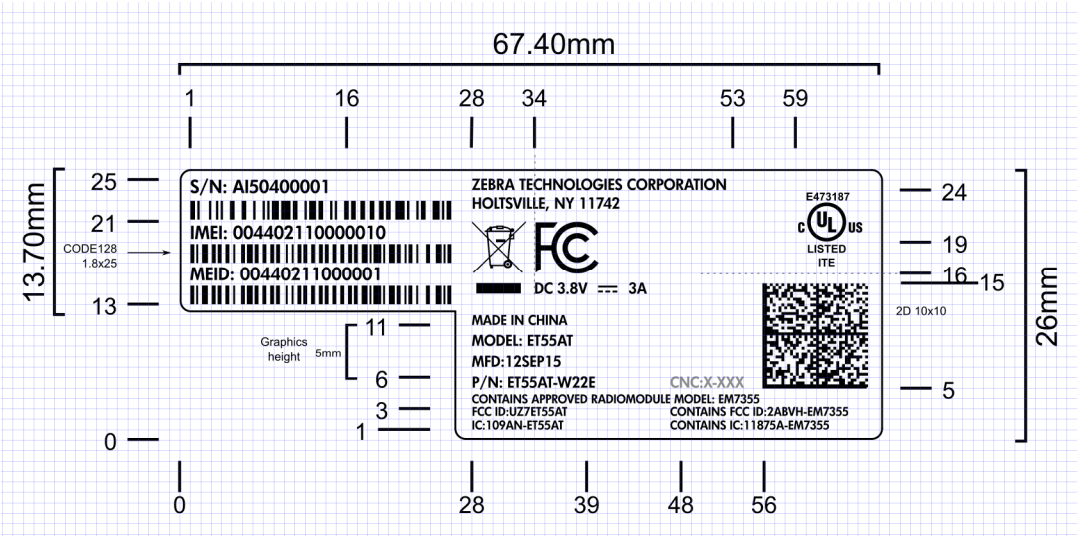 67.40mm
1 16 28 34 53 59
25 S/N: AI50400001 ZEBRA TECHNOLOGIES CORPORATION E473187 24
HOLTSVILLE, NY 11742
21 IMEI: 004402110000010 FC C UL US
CODE128 LISTED 19
1.8x25 ITE
13.70mm MEID: 00440211000001 16
DC 3.8V 3A 15
13 2D 10x10 26mm
11 MADE IN CHINA
Graphics MODEL: ET55AT
height 5mm MFD:12SEP15
6 P/N: ET55AT-W22E CNC:X-XXX 5
CONTAINS APPROVED RADIOMODULE MODEL: EM7355
3 FCC ID:UZ7ET55AT CONTAINS FCC ID:2ABVH-EM7355
1 IC:109AN-ET55AT CONTAINS IC:11875A-EM7355
0
0 28 39 48 56